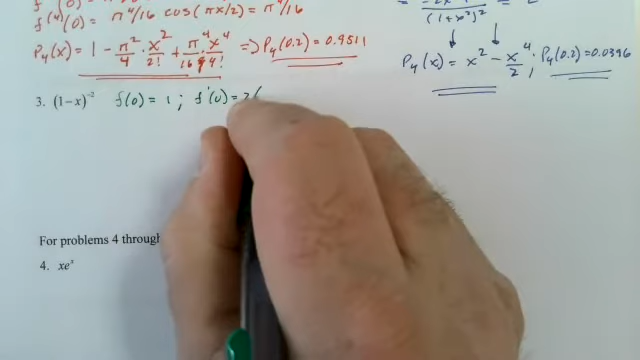 f⁽⁴⁾(0) = π⁴/16 cos(πx/2) = π⁴/16
P₄(x) = 1 − π²/4 · x²/2! + π⁴/16 · x⁴/4! ⇒ P₄(0.2) = 0.9511
(1+x²)²
P₄(x) = x² − x⁴/2 ; P₄(0.2) = 0.0396
3. (1−x)⁻² f(0) = 1 ; f'(0) = 2(
For problems 4 through
4. xeˣ